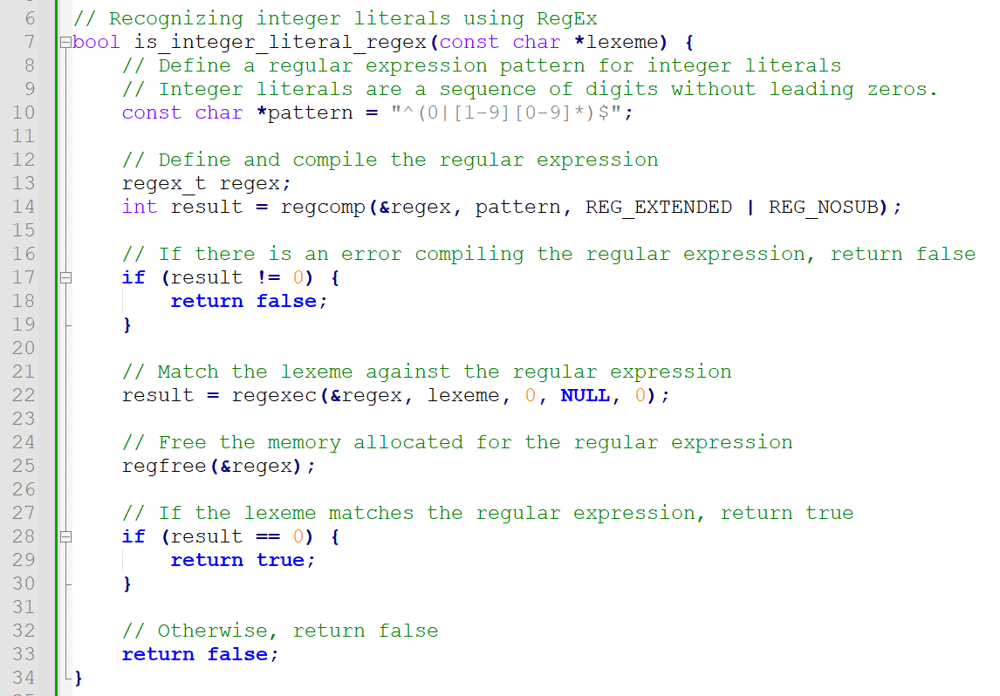 6 // Recognizing integer literals using RegEx
7 bool is_integer_literal_regex(const char *lexeme) {
8 // Define a regular expression pattern for integer literals
9 // Integer literals are a sequence of digits without leading zeros.
10 const char *pattern = "^(0|[1-9][0-9]*)$";
11
12 // Define and compile the regular expression
13 regex_t regex;
14 int result = regcomp(&regex, pattern, REG_EXTENDED | REG_NOSUB);
15
16 // If there is an error compiling the regular expression, return false
17 if (result != 0) {
18 return false;
19 }
20
21 // Match the lexeme against the regular expression
22 result = regexec(&regex, lexeme, 0, NULL, 0);
23
24 // Free the memory allocated for the regular expression
25 regfree(&regex);
26
27 // If the lexeme matches the regular expression, return true
28 if (result == 0) {
29 return true;
30 }
31
32 // Otherwise, return false
33 return false;
34 }